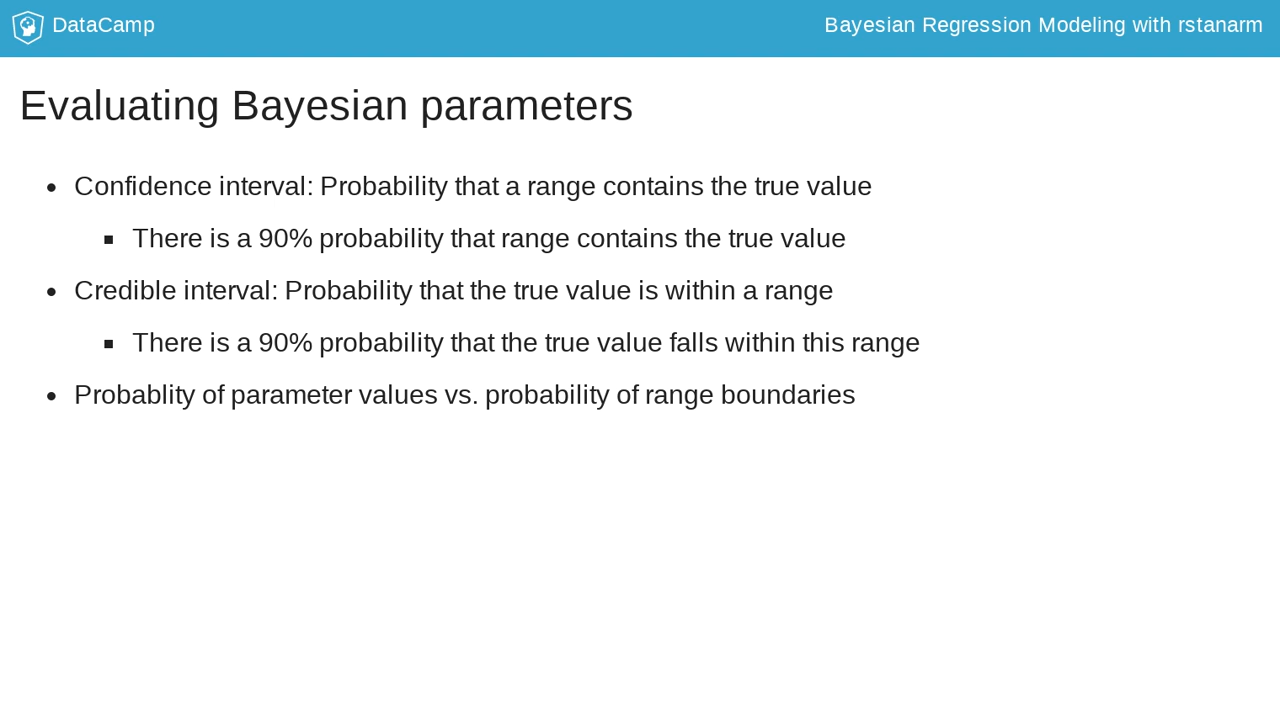 DataCamp
Bayesian Regression Modeling with rstanarm
Evaluating Bayesian parameters
Confidence interval: Probability that a range contains the true value
There is a 90% probability that range contains the true value
Credible interval: Probability that the true value is within a range
There is a 90% probability that the true value falls within this range
Probablity of parameter values vs. probability of range boundaries